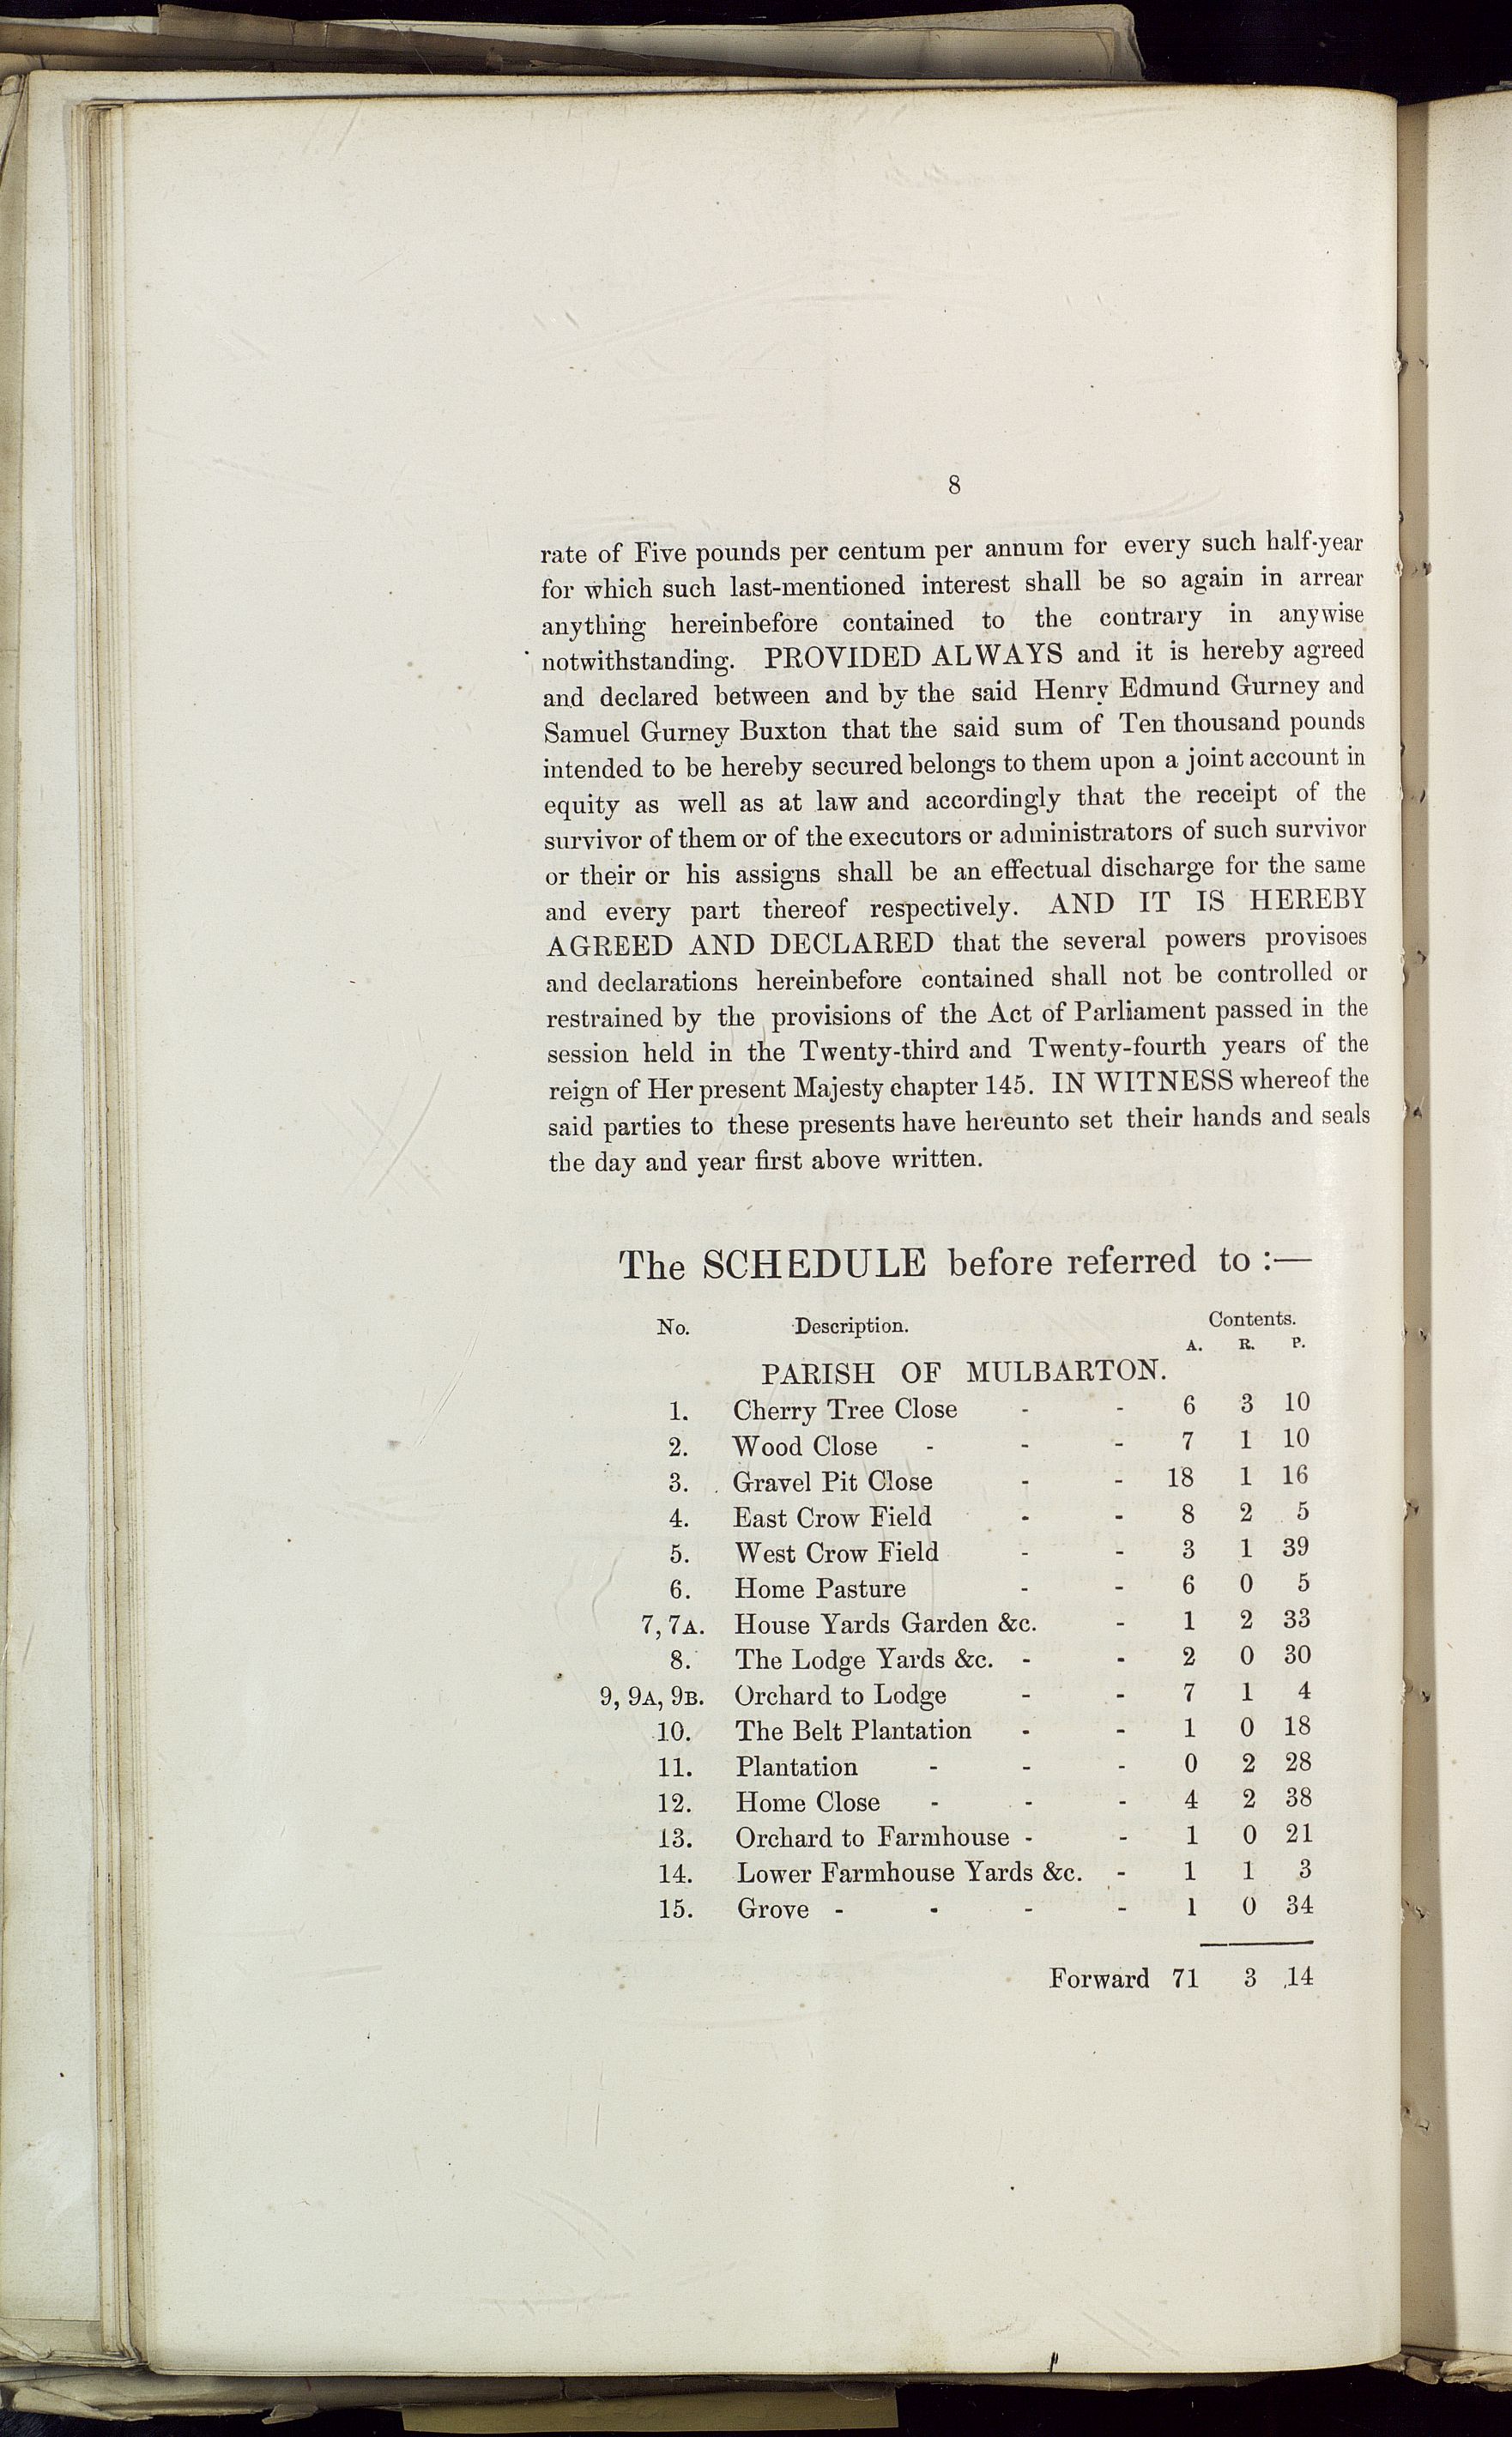 8
rate of Five pounds per centum per annum for every such half-year
for which such last-mentioned interest shall be so again in arrear
anything hereinbefore contained to the contrary in anywise
notwithstanding. PROVIDED ALWAYS and it is hereby agreed
and declared between and by the said Henry Edmund Gurney and
Samuel Gurney Buxton that the said sum of Ten thousand pounds
intended to be hereby secured belongs to them upon a joint account in
equity as well as at law and accordingly that the receipt of the
survivor of them or of the executors or administrators of such survivor
or their or his assigns shall be an effectual discharge for the same
and every part thereof respectively. AND IT IS HEREBY
AGREED AND DECLARED that the several powers provisoes
and declarations hereinbefore contained shall not be controlled or
restrained by the provisions of the Act of Parliament passed in the
session held in the Twenty-third and Twenty-fourth years of the
reign of Her present Majesty chapter 145. IN WITNESS whereof the
said parties to these presents have hereunto set their hands and seals
the day and year first above written.
The SCHEDULE before referred to :—
No. Description. Contents.
A. R. P.
PARISH OF MULBARTON.
1. Cherry Tree Close - - 6 3 10
2. Wood Close - - - 7 1 10
3. Gravel Pit Close - - 18 1 16
4. East Crow Field - - 8 2 5
5. West Crow Field - - 3 1 39
6. Home Pasture - - 6 0 5
7, 7A. House Yards Garden &c. - 1 2 33
8. The Lodge Yards &c. - - 2 0 30
9, 9A, 9B. Orchard to Lodge - - 7 1 4
10. The Belt Plantation - - 1 0 18
11. Plantation - - - 0 2 28
12. Home Close - - - 4 2 38
13. Orchard to Farmhouse - - 1 0 21
14. Lower Farmhouse Yards &c. - 1 1 3
15. Grove - - - - 1 0 34
Forward 71 3 14